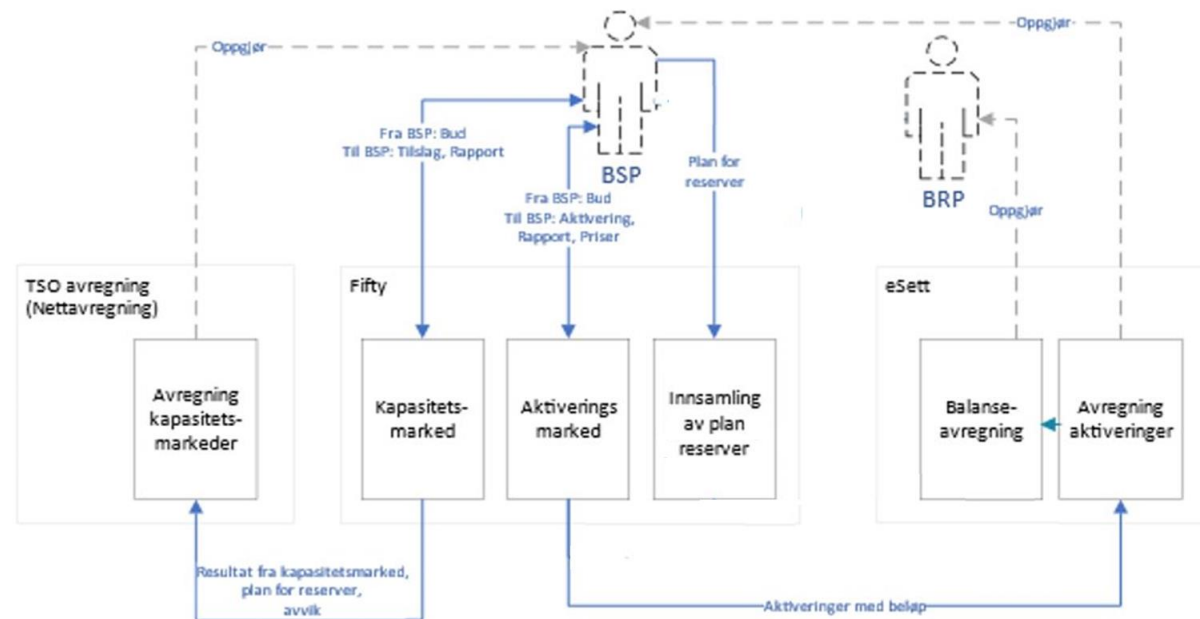 Oppgjør
Oppgjør
Fra BSP: Bud
Til BSP: Tilslag, Rapport
BSP
Plan for
reserver
BRP
Fra BSP: Bud
Til BSP: Aktivering,
Rapport, Priser
Oppgjør
TSO avregning
(Nettavregning)
Fifty
eSett
Avregning
kapasitets-
markeder
Kapasitets-
marked
Aktiverings
marked
Innsamling
av plan
reserver
Balanse-
avregning
Avregning
aktiveringer
Resultat fra kapasitetsmarked,
plan for reserver,
avvik
Aktiveringer med beløp